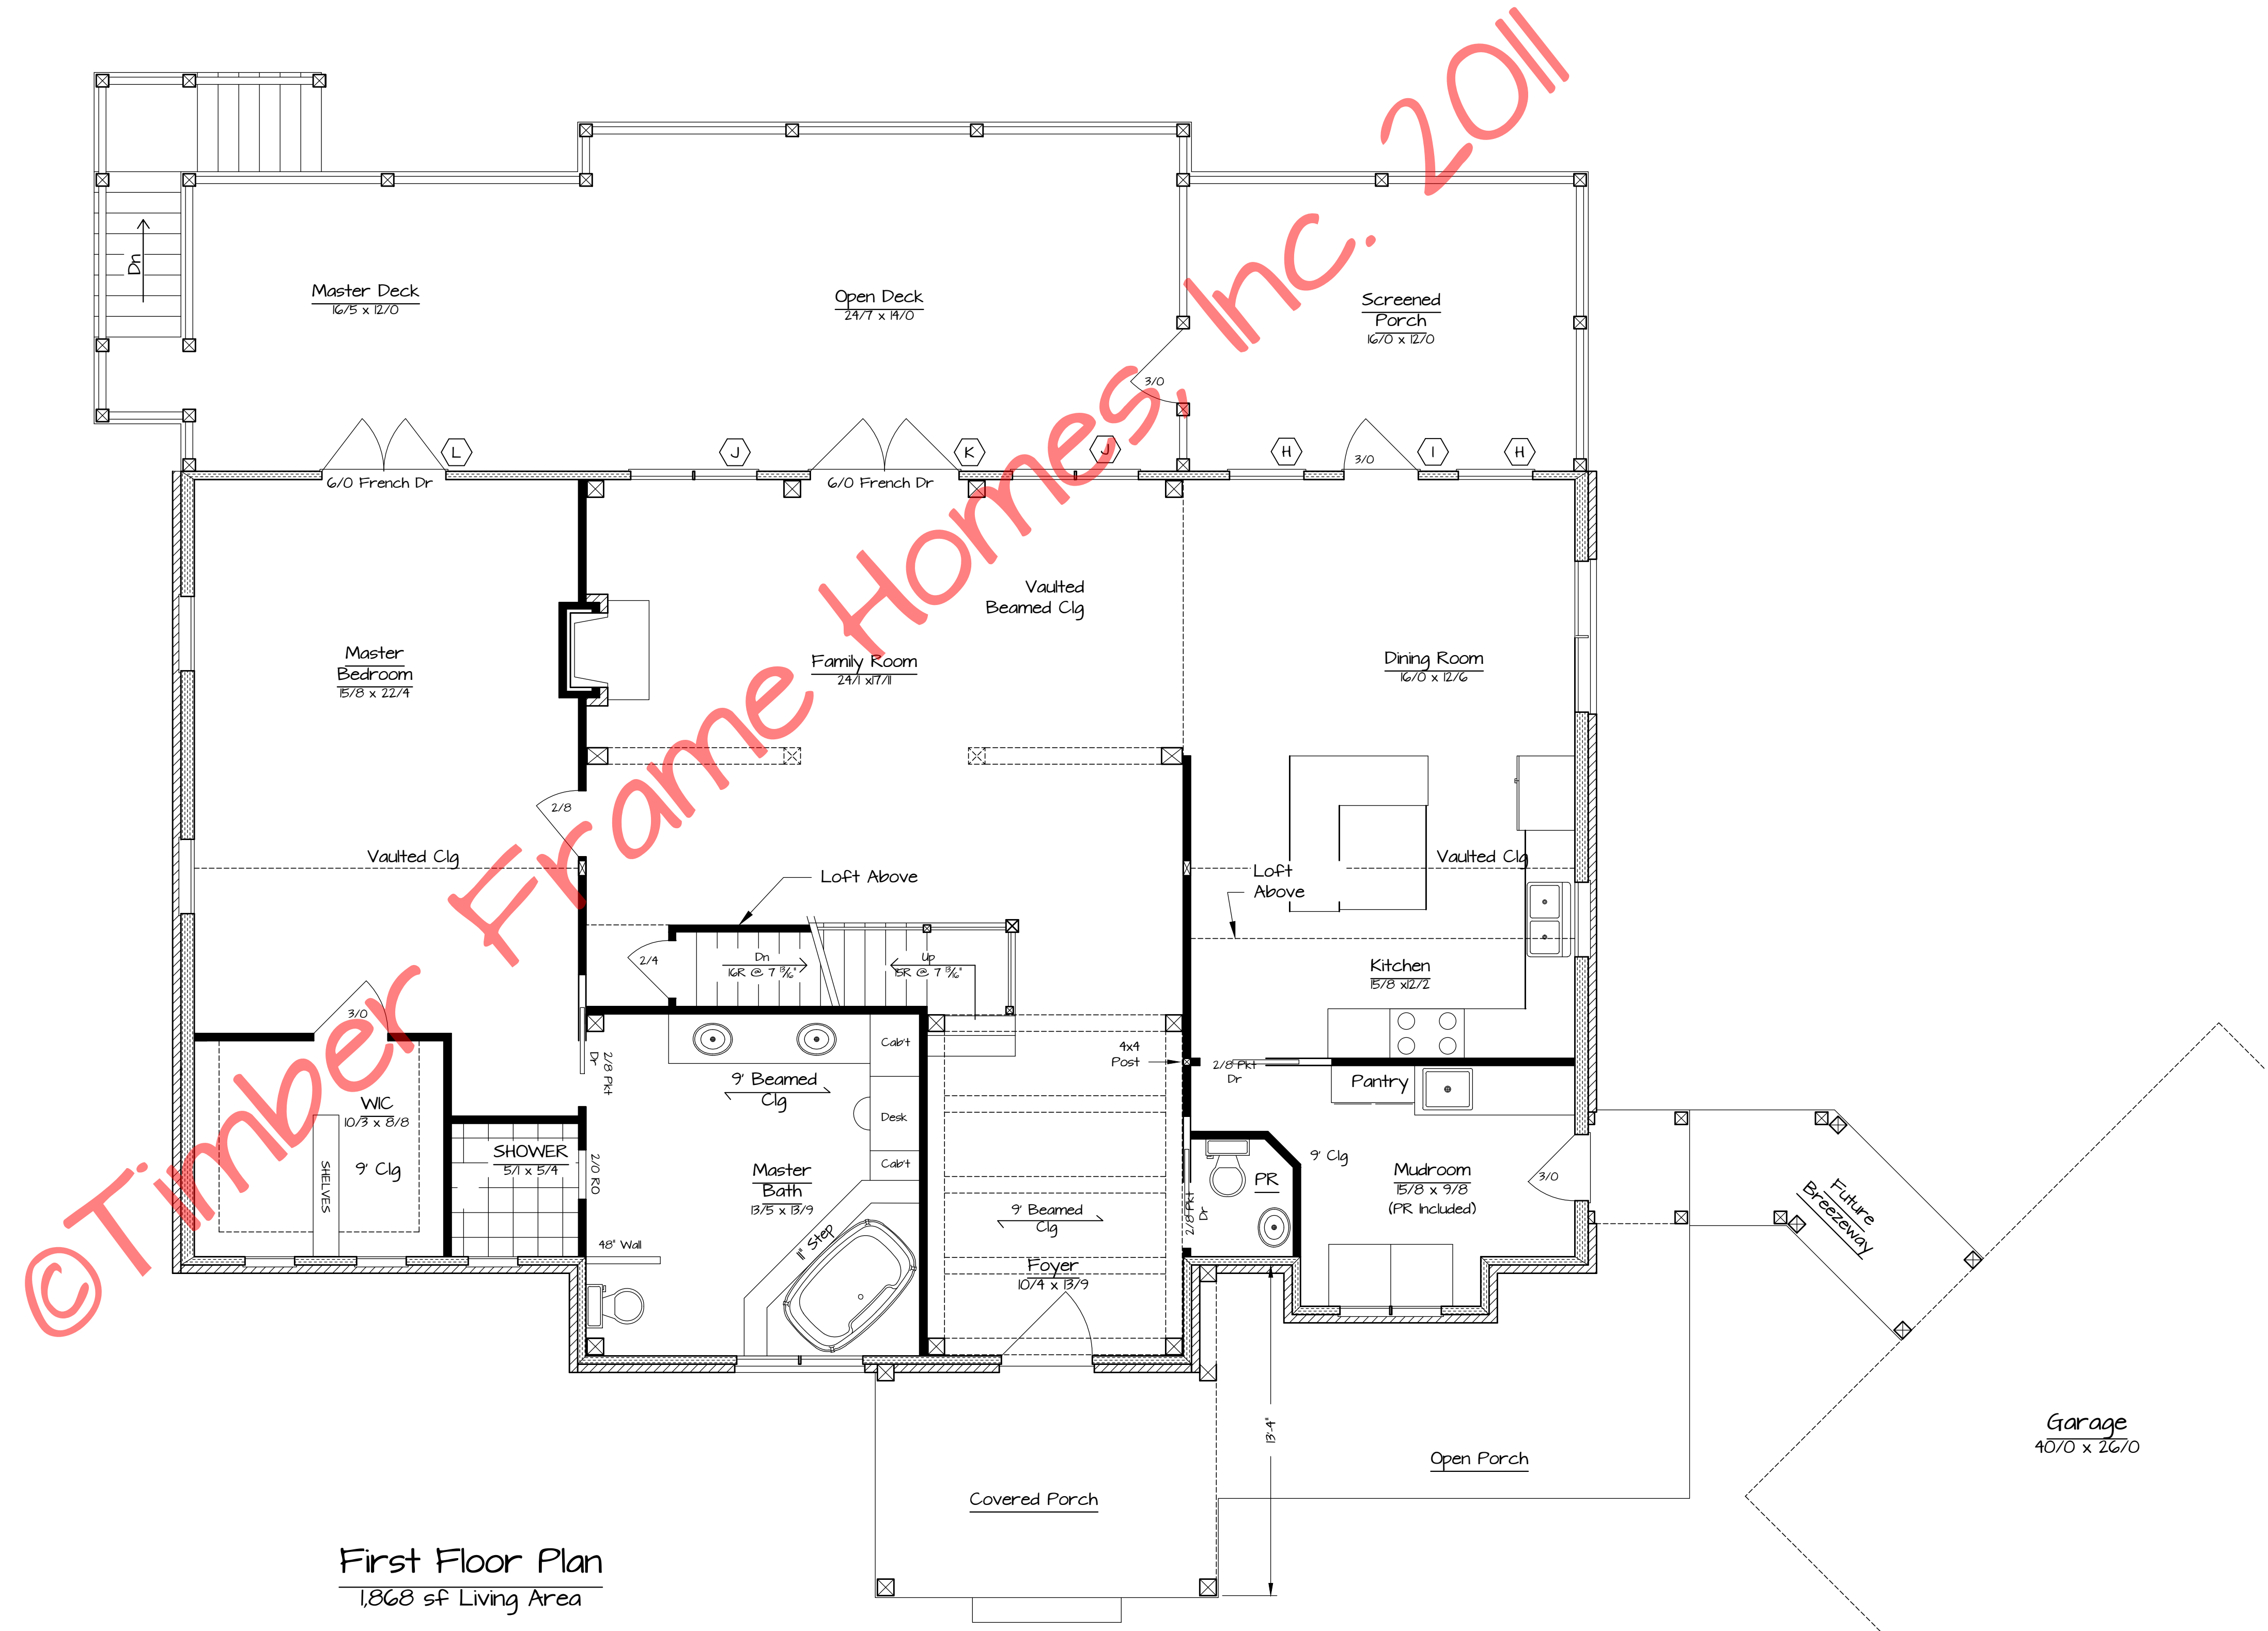 ©Timber Frame Homes, Inc. 2011
Dn
Master Deck
16/5 x 12/0
Open Deck
24/7 x 14/0
Screened
Porch
16/0 x 12/0
3/0
L
J
K
J
H
3/0
I
H
6/0 French Dr
6/0 French Dr
Vaulted
Beamed Clg
Master
Bedroom
15/8 x 22/4
Family Room
24/1 x17/11
Dining Room
16/0 x 12/6
2/8
Vaulted Clg
Loft Above
Loft
Above
Vaulted Clg
2/4
Dn
16R @ 7 13/16"
Up
15R @ 7 13/16"
Kitchen
15/8 x12/2
3/0
2/8 Pkt
Dr
Cab't
4x4
Post
2/8 Pkt
Dr
Pantry
9' Beamed
Clg
WIC
10/3 x 8/8
Desk
SHOWER
5/1 x 5/4
2/0 RO
SHELVES
9' Clg
Master
Bath
13/5 x 13/9
Cab't
9' Clg
PR
Mudroom
15/8 x 9/8
(PR Included)
3/0
Future
Breezeway
2/8 Pkt
Dr
9' Beamed
Clg
48" Wall
11" Step
Foyer
10/4 x 13/9
13'-4"
Garage
40/0 x 26/0
Open Porch
Covered Porch
First Floor Plan
1,868 sf Living Area